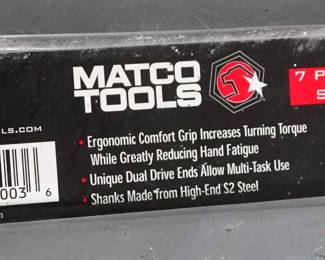 MATCO
TOOLS
7 P
S
LS.COM
• Ergonomic Comfort Grip Increases Turning Torque
While Greatly Reducing Hand Fatigue
• Unique Dual Drive Ends Allow Multi-Task Use
• Shanks Made from High-End S2 Steel
003 6